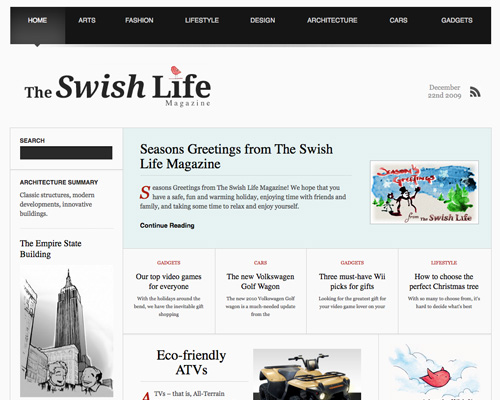 HOME ARTS FASHION LIFESTYLE DESIGN ARCHITECTURE CARS GADGETS
The Swish Life
Magazine
December
22nd 2009
SEARCH
ARCHITECTURE SUMMARY
Classic structures, modern
developments, innovative
buildings.
The Empire State
Building
Seasons Greetings from The Swish
Life Magazine
Seasons Greetings from The Swish Life Magazine! We hope that you
have a safe, fun and warming holiday, enjoying time with friends and
family, and taking some time to relax and enjoy yourself.
Continue Reading
SEASON'S
GREETINGS
from The Swish Life
GADGETS
Our top video games
for everyone
With the holidays around the
bend, we have the inevitable gift
shopping
CARS
The new Volkswagen
Golf Wagon
The new 2010 Volkswagen Golf
wagon is a much-needed update
from the
GADGETS
Three must-have Wii
picks for gifts
Looking for the greatest gift for
your video game lover on your
LIFESTYLE
How to choose the
perfect Christmas tree
With so many to choose from, it's
hard to decide what's best
Eco-friendly
ATVs
ATVs – that is, All-Terrain